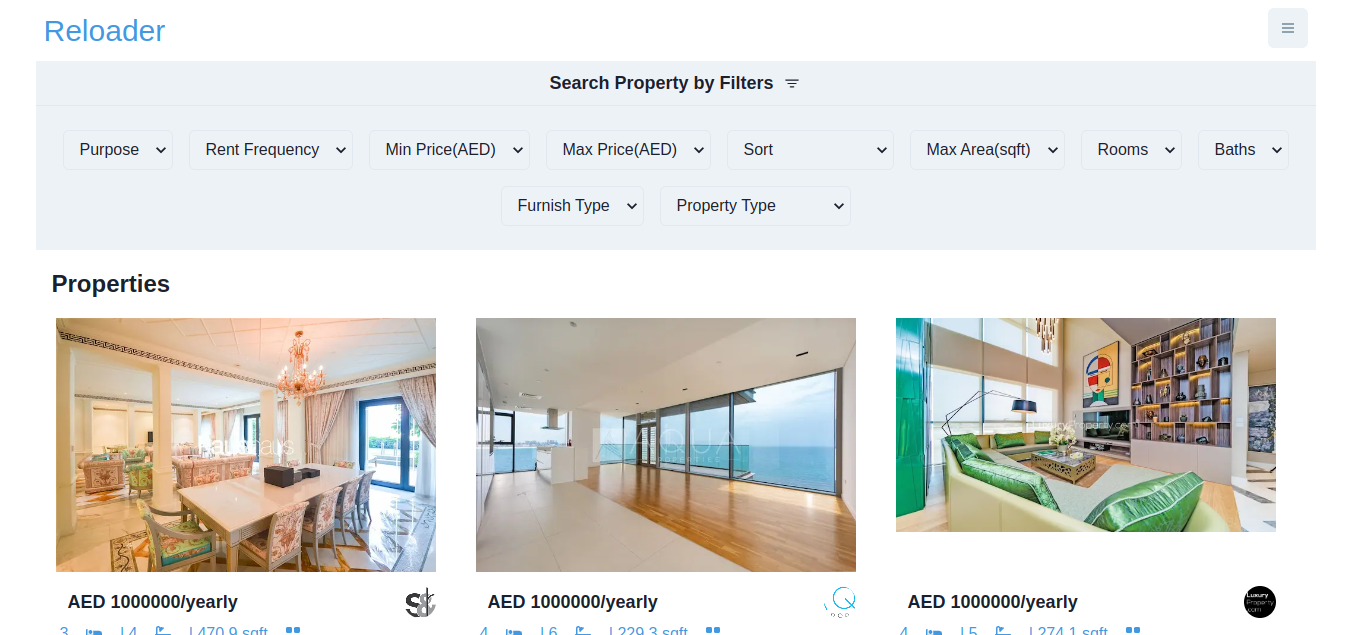 Reloader
Search Property by Filters
Purpose Rent Frequency Min Price(AED) Max Price(AED) Sort Max Area(sqft) Rooms Baths
Furnish Type Property Type
Properties
AQUA
AED 1000000/yearly
AED 1000000/yearly
Luxury
Property
.com
AED 1000000/yearly
3 | 4 | 470.9 sqft
4 | 6 | 229.3 sqft
4 | 5 | 274.1 sqft